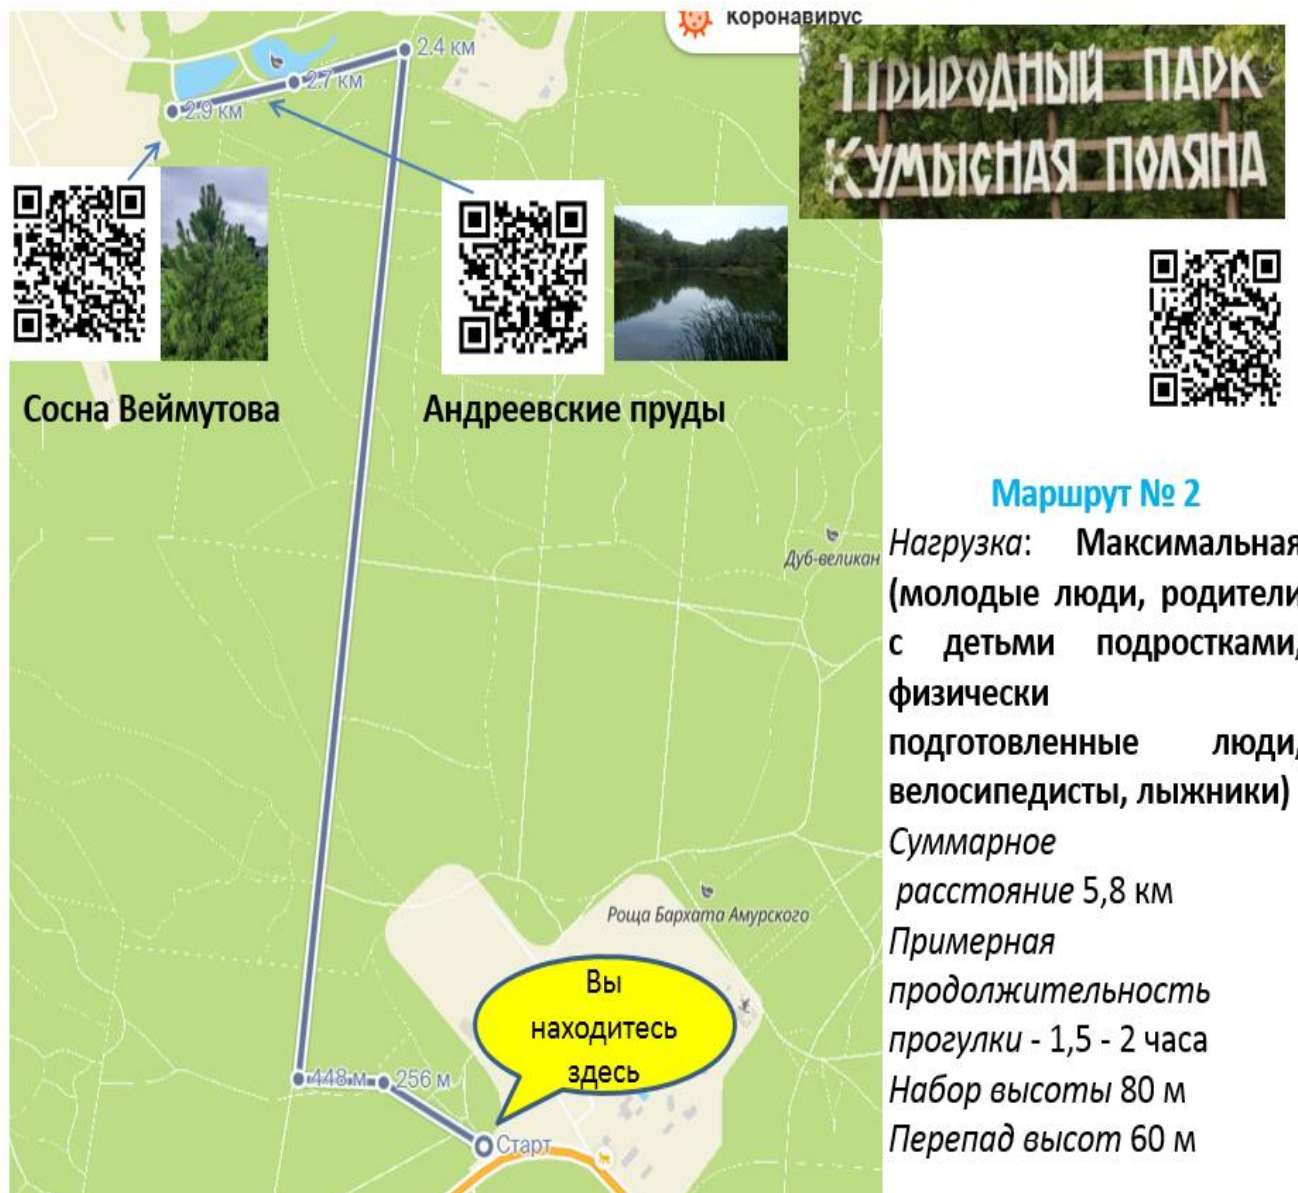 коронавирус
ПРИРОДНЫЙ ПАРК
КУМЫСНАЯ ПОЛЯНА
2.4 км
2.7 км
2.9 км
Сосна Веймутова
Андреевские пруды
Дуб-великан
Роща Бархата Амурского
Вы
находитесь
здесь
448 м
256 м
Старт
Маршрут № 2
Нагрузка: Максимальная
(молодые люди, родители
с детьми подростками,
физически
подготовленные люди,
велосипедисты, лыжники)
Суммарное
расстояние 5,8 км
Примерная
продолжительность
прогулки - 1,5 - 2 часа
Набор высоты 80 м
Перепад высот 60 м